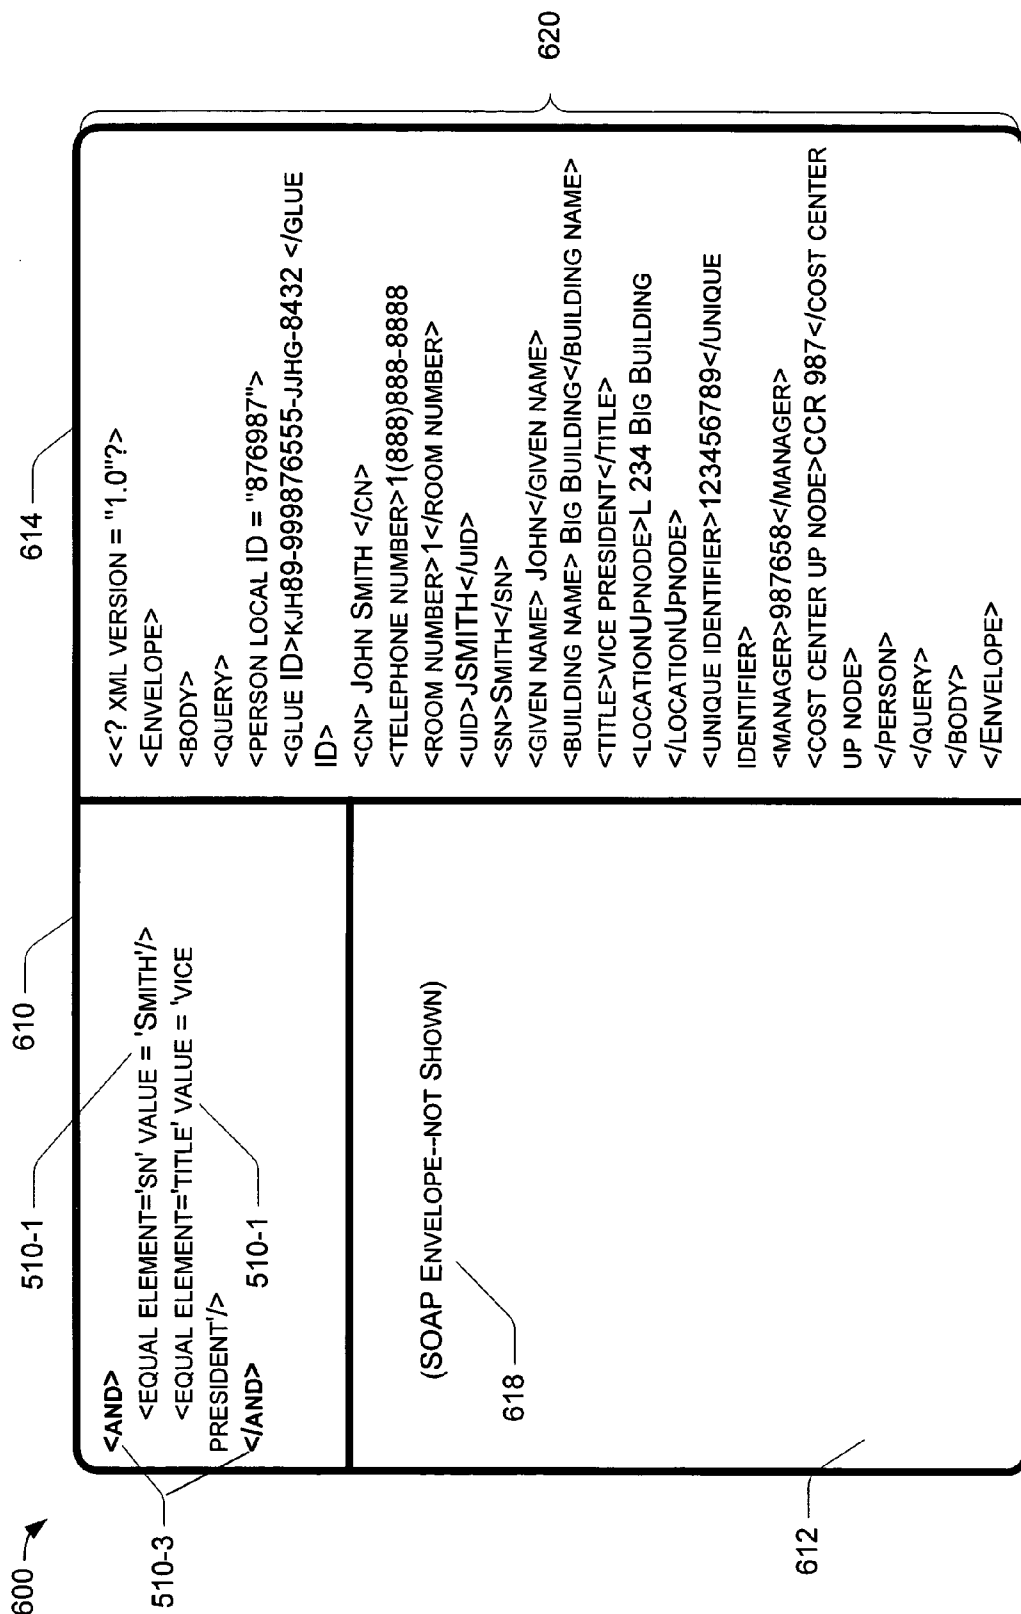 600
610
614
620
510-1
<AND>
<EQUAL ELEMENT='SN' VALUE = 'SMITH'/>
<EQUAL ELEMENT='TITLE' VALUE = 'VICE
PRESIDENT'/>
</AND>
510-3
510-1
(SOAP ENVELOPE--NOT SHOWN)
618
612
<<? XML VERSION = "1.0"?>
<ENVELOPE>
<BODY>
<QUERY>
<PERSON LOCAL ID = "876987">
<GLUE ID>KJH89-999876555-JJHG-8432 </GLUE
ID>
<CN> JOHN SMITH </CN>
<TELEPHONE NUMBER>1(888)888-8888
<ROOM NUMBER>1</ROOM NUMBER>
<UID>JSMITH</UID>
<SN>SMITH</SN>
<GIVEN NAME> JOHN</GIVEN NAME>
<BUILDING NAME> BIG BUILDING</BUILDING NAME>
<TITLE>VICE PRESIDENT</TITLE>
<LOCATIONUPNODE>L 234 BIG BUILDING
</LOCATIONUPNODE>
<UNIQUE IDENTIFIER>123456789</UNIQUE
IDENTIFIER>
<MANAGER>987658</MANAGER>
<COST CENTER UP NODE>CCR 987</COST CENTER
UP NODE>
</PERSON>
</QUERY>
</BODY>
</ENVELOPE>